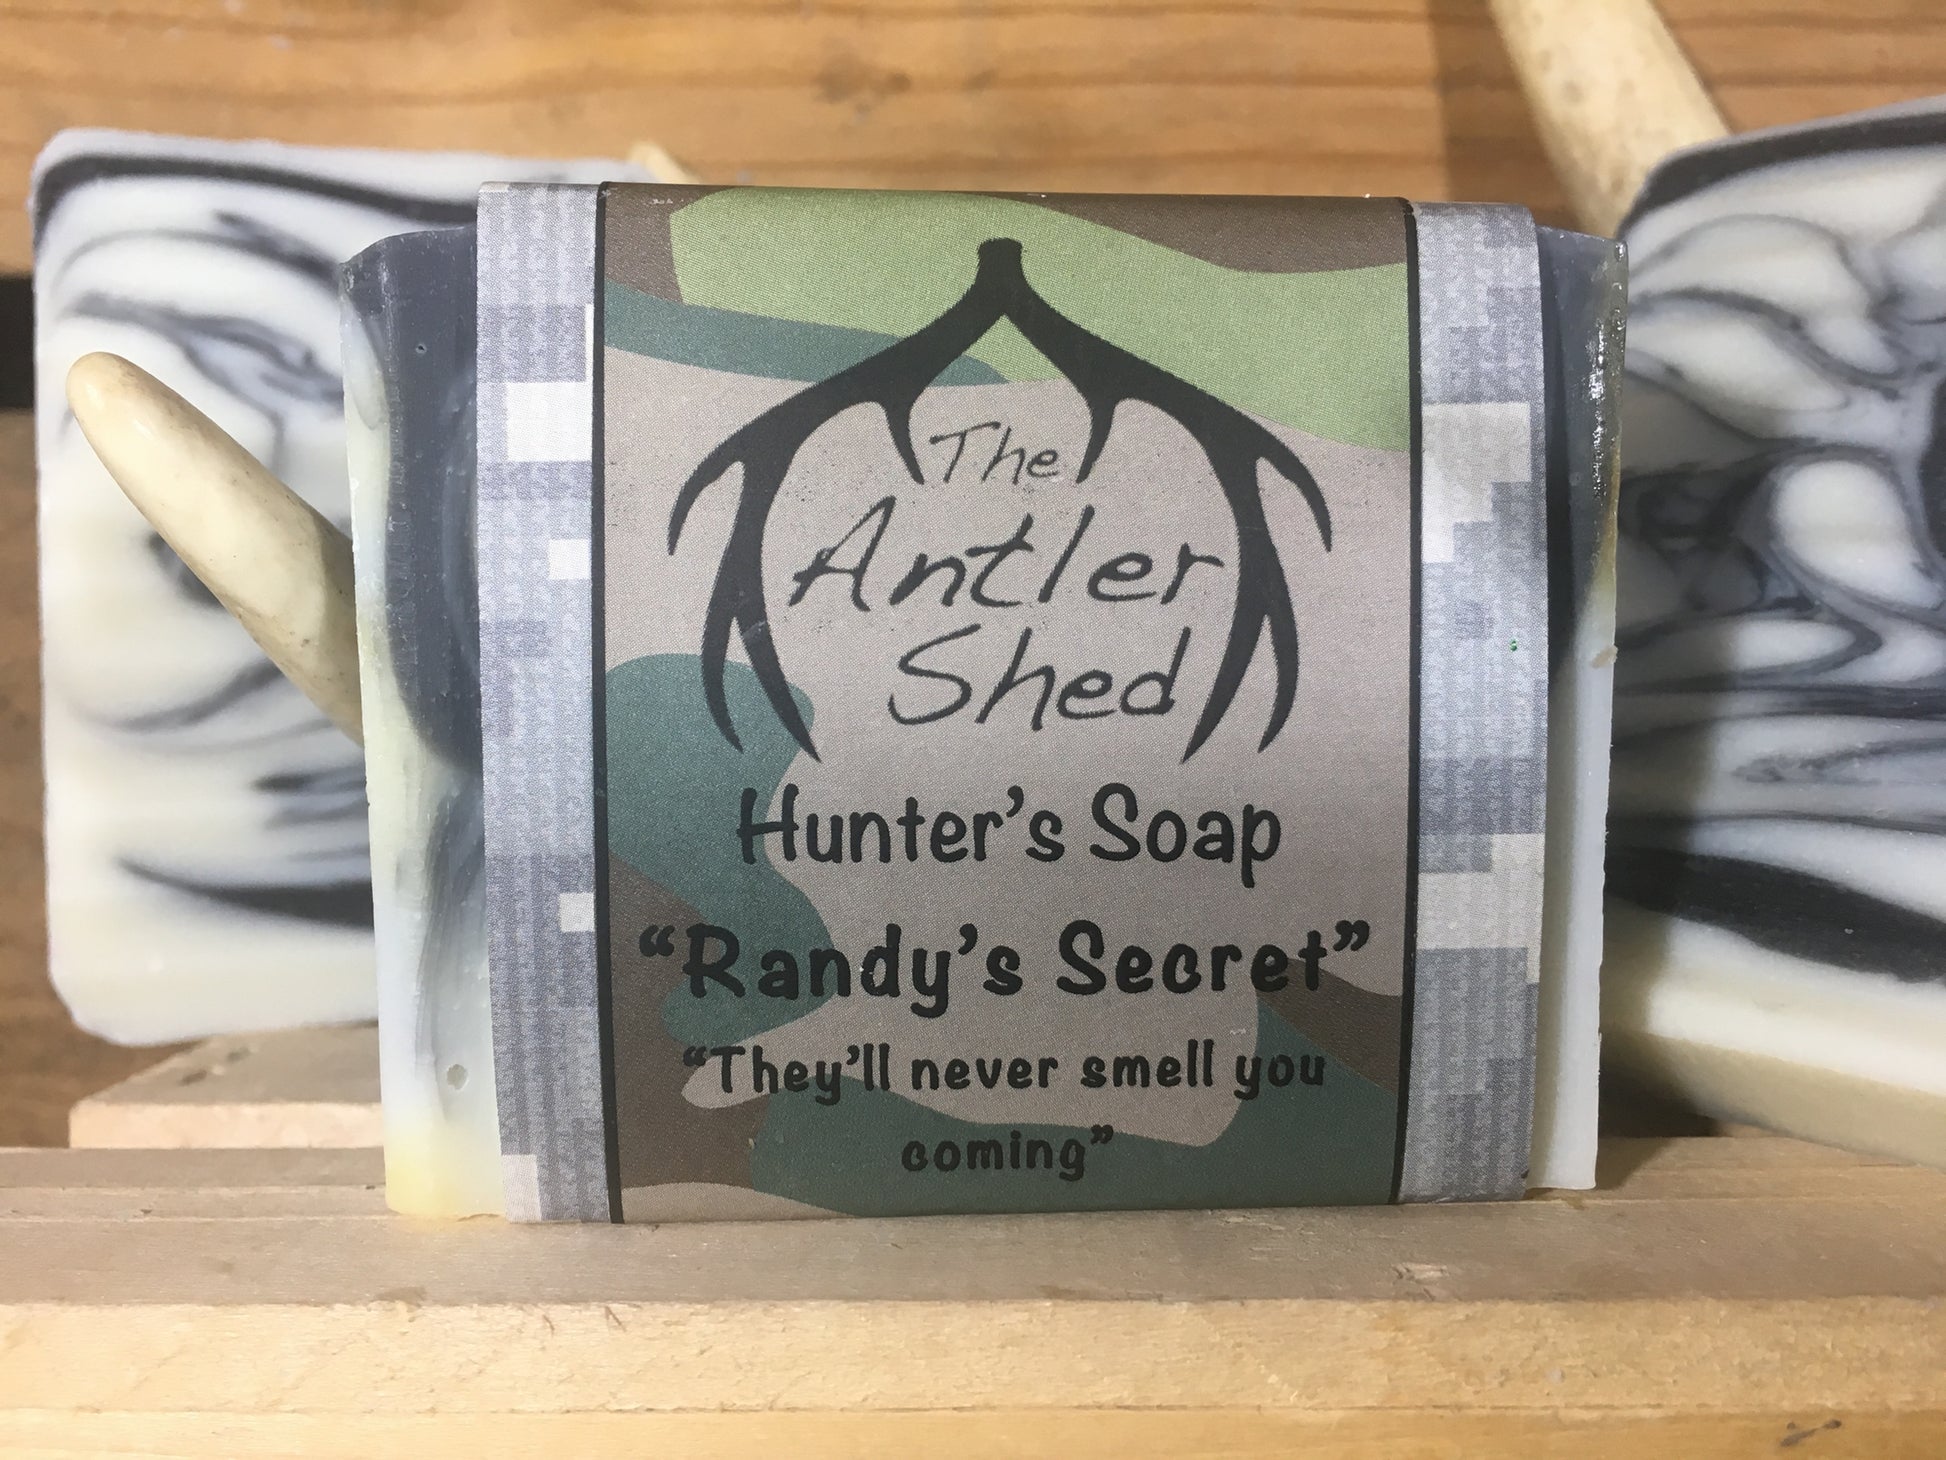 The
Antler
Shed
Hunter's Soap
“Randy's Secret”
“They'll never smell you
coming”